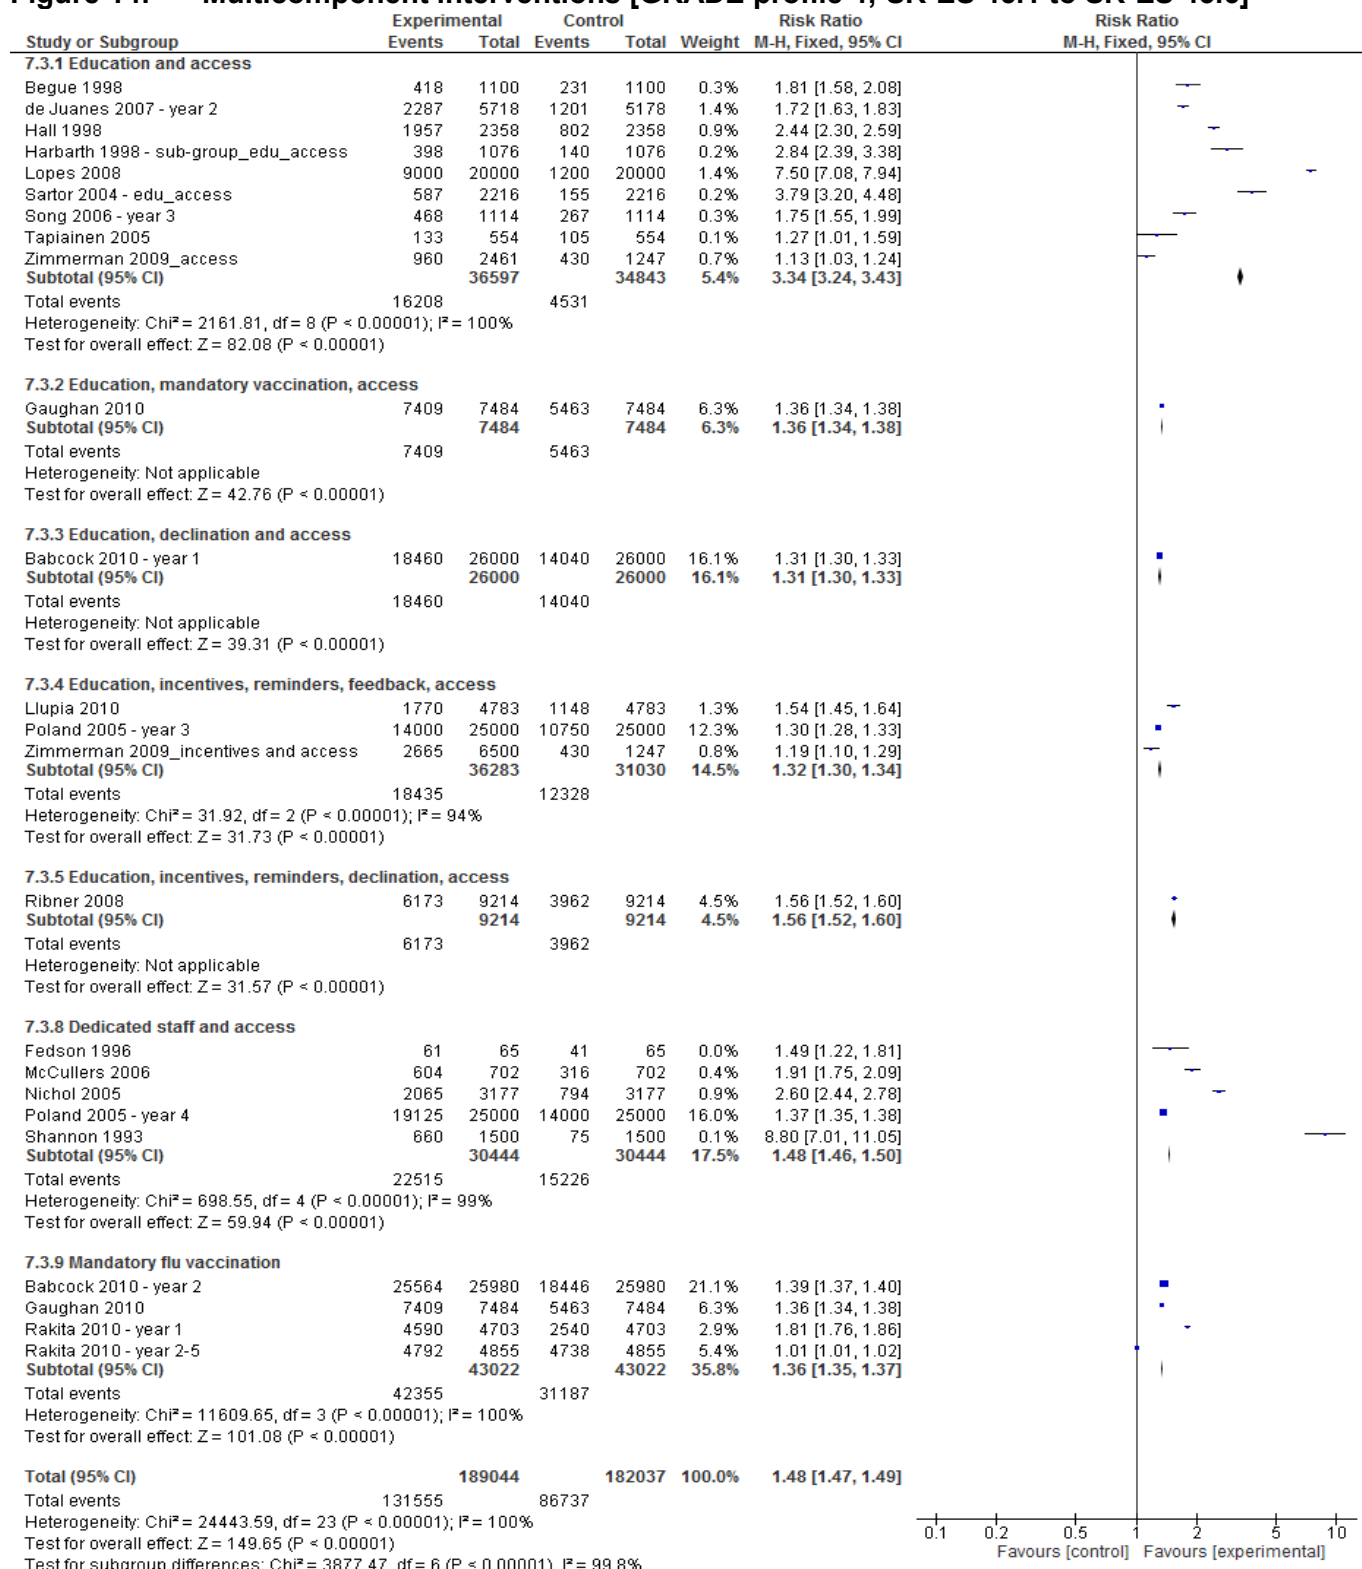 Experimental Control Risk Ratio Risk Ratio
Study or Subgroup Events Total Events Total Weight M-H, Fixed, 95% CI M-H, Fixed, 95% CI
7.3.1 Education and access
Begue 1998 418 1100 231 1100 0.3% 1.81 [1.58, 2.08]
de Juanes 2007 - year 2 2287 5718 1201 5178 1.4% 1.72 [1.63, 1.83]
Hall 1998 1957 2358 802 2358 0.9% 2.44 [2.30, 2.59]
Harbarth 1998 - sub-group_edu_access 398 1076 140 1076 0.2% 2.84 [2.39, 3.38]
Lopes 2008 9000 20000 1200 20000 1.4% 7.50 [7.08, 7.94]
Sartor 2004 - edu_access 587 2216 155 2216 0.2% 3.79 [3.20, 4.48]
Song 2006 - year 3 468 1114 267 1114 0.3% 1.75 [1.55, 1.99]
Tapiainen 2005 133 554 105 554 0.1% 1.27 [1.01, 1.59]
Zimmerman 2009_access 960 2461 430 1247 0.7% 1.13 [1.03, 1.24]
Subtotal (95% CI) 36597 34843 5.4% 3.34 [3.24, 3.43]
Total events 16208 4531
Heterogeneity: Chi² = 2161.81, df = 8 (P < 0.00001); I² = 100%
Test for overall effect: Z = 82.08 (P < 0.00001)
7.3.2 Education, mandatory vaccination, access
Gaughan 2010 7409 7484 5463 7484 6.3% 1.36 [1.34, 1.38]
Subtotal (95% CI) 7484 7484 6.3% 1.36 [1.34, 1.38]
Total events 7409 5463
Heterogeneity: Not applicable
Test for overall effect: Z = 42.76 (P < 0.00001)
7.3.3 Education, declination and access
Babcock 2010 - year 1 18460 26000 14040 26000 16.1% 1.31 [1.30, 1.33]
Subtotal (95% CI) 26000 26000 16.1% 1.31 [1.30, 1.33]
Total events 18460 14040
Heterogeneity: Not applicable
Test for overall effect: Z = 39.31 (P < 0.00001)
7.3.4 Education, incentives, reminders, feedback, access
Llupia 2010 1770 4783 1148 4783 1.3% 1.54 [1.45, 1.64]
Poland 2005 - year 3 14000 25000 10750 25000 12.3% 1.30 [1.28, 1.33]
Zimmerman 2009_incentives and access 2665 6500 430 1247 0.8% 1.19 [1.10, 1.29]
Subtotal (95% CI) 36283 31030 14.5% 1.32 [1.30, 1.34]
Total events 18435 12328
Heterogeneity: Chi² = 31.92, df = 2 (P < 0.00001); I² = 94%
Test for overall effect: Z = 31.73 (P < 0.00001)
7.3.5 Education, incentives, reminders, declination, access
Ribner 2008 6173 9214 3962 9214 4.5% 1.56 [1.52, 1.60]
Subtotal (95% CI) 9214 9214 4.5% 1.56 [1.52, 1.60]
Total events 6173 3962
Heterogeneity: Not applicable
Test for overall effect: Z = 31.57 (P < 0.00001)
7.3.8 Dedicated staff and access
Fedson 1996 61 65 41 65 0.0% 1.49 [1.22, 1.81]
McCullers 2006 604 702 316 702 0.4% 1.91 [1.75, 2.09]
Nichol 2005 2065 3177 794 3177 0.9% 2.60 [2.44, 2.78]
Poland 2005 - year 4 19125 25000 14000 25000 16.0% 1.37 [1.35, 1.38]
Shannon 1993 660 1500 75 1500 0.1% 8.80 [7.01, 11.05]
Subtotal (95% CI) 30444 30444 17.5% 1.48 [1.46, 1.50]
Total events 22515 15226
Heterogeneity: Chi² = 698.55, df = 4 (P < 0.00001); I² = 99%
Test for overall effect: Z = 59.94 (P < 0.00001)
7.3.9 Mandatory flu vaccination
Babcock 2010 - year 2 25564 25980 18446 25980 21.1% 1.39 [1.37, 1.40]
Gaughan 2010 7409 7484 5463 7484 6.3% 1.36 [1.34, 1.38]
Rakita 2010 - year 1 4590 4703 2540 4703 2.9% 1.81 [1.76, 1.86]
Rakita 2010 - year 2-5 4792 4855 4738 4855 5.4% 1.01 [1.01, 1.02]
Subtotal (95% CI) 43022 43022 35.8% 1.36 [1.35, 1.37]
Total events 42355 31187
Heterogeneity: Chi² = 11609.65, df = 3 (P < 0.00001); I² = 100%
Test for overall effect: Z = 101.08 (P < 0.00001)
Total (95% CI) 189044 182037 100.0% 1.48 [1.47, 1.49]
Total events 131555 86737
Heterogeneity: Chi² = 24443.59, df = 23 (P < 0.00001); I² = 100%
Test for overall effect: Z = 149.65 (P < 0.00001)
Test for subgroup differences: Chi² = 3877.47, df = 6 (P < 0.00001), I² = 99.8%
0.1 0.2 0.5 1 2 5 10
Favours [control] Favours [experimental]